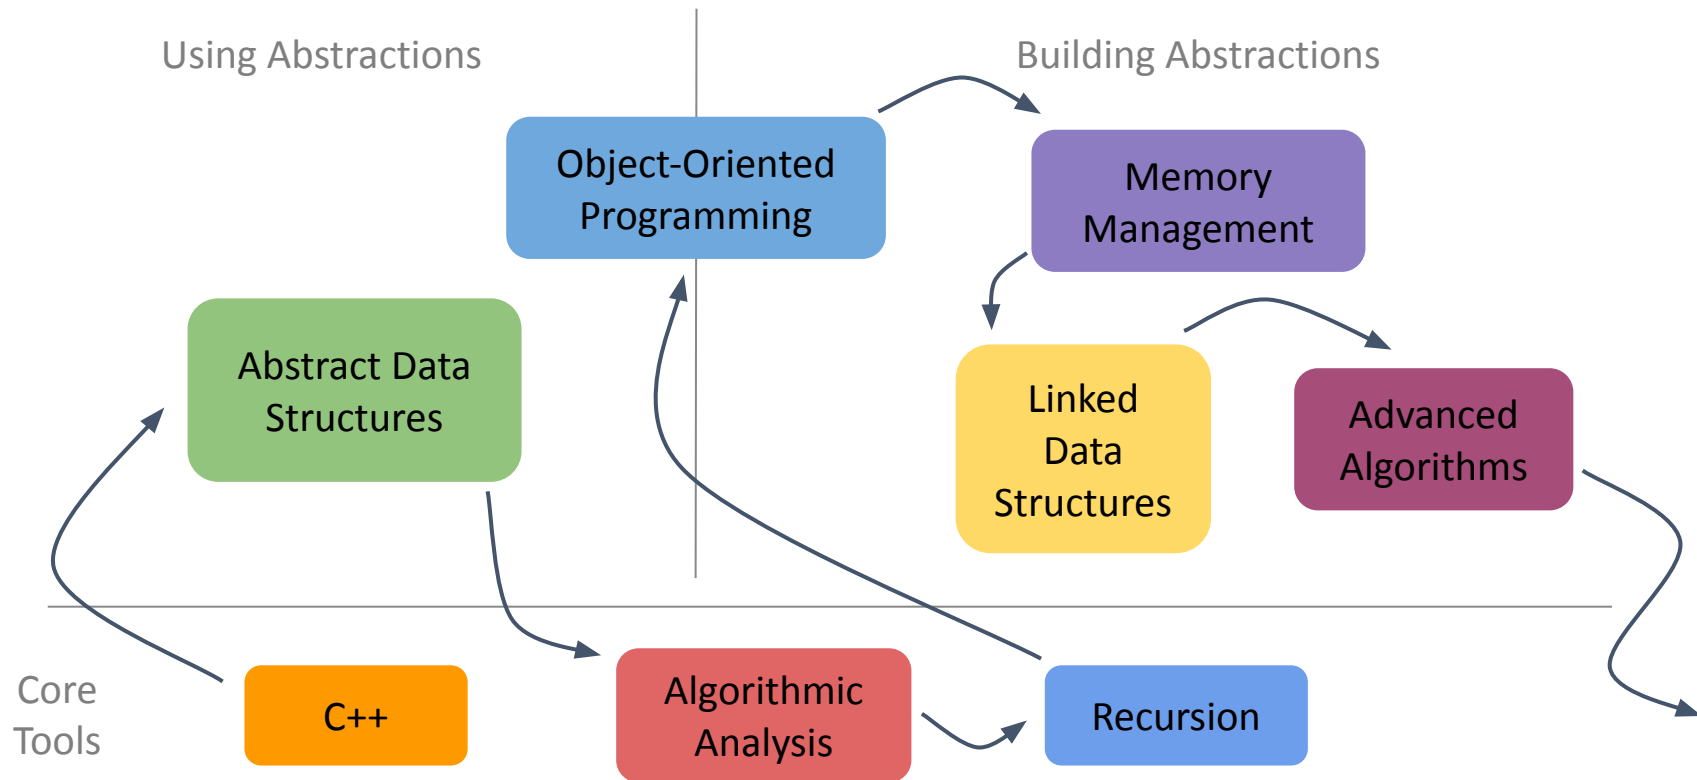 Using Abstractions
Building Abstractions
Object-Oriented
Programming
Memory
Management
Abstract Data
Structures
Linked
Data
Structures
Advanced
Algorithms
Core
Tools
C++
Algorithmic
Analysis
Recursion